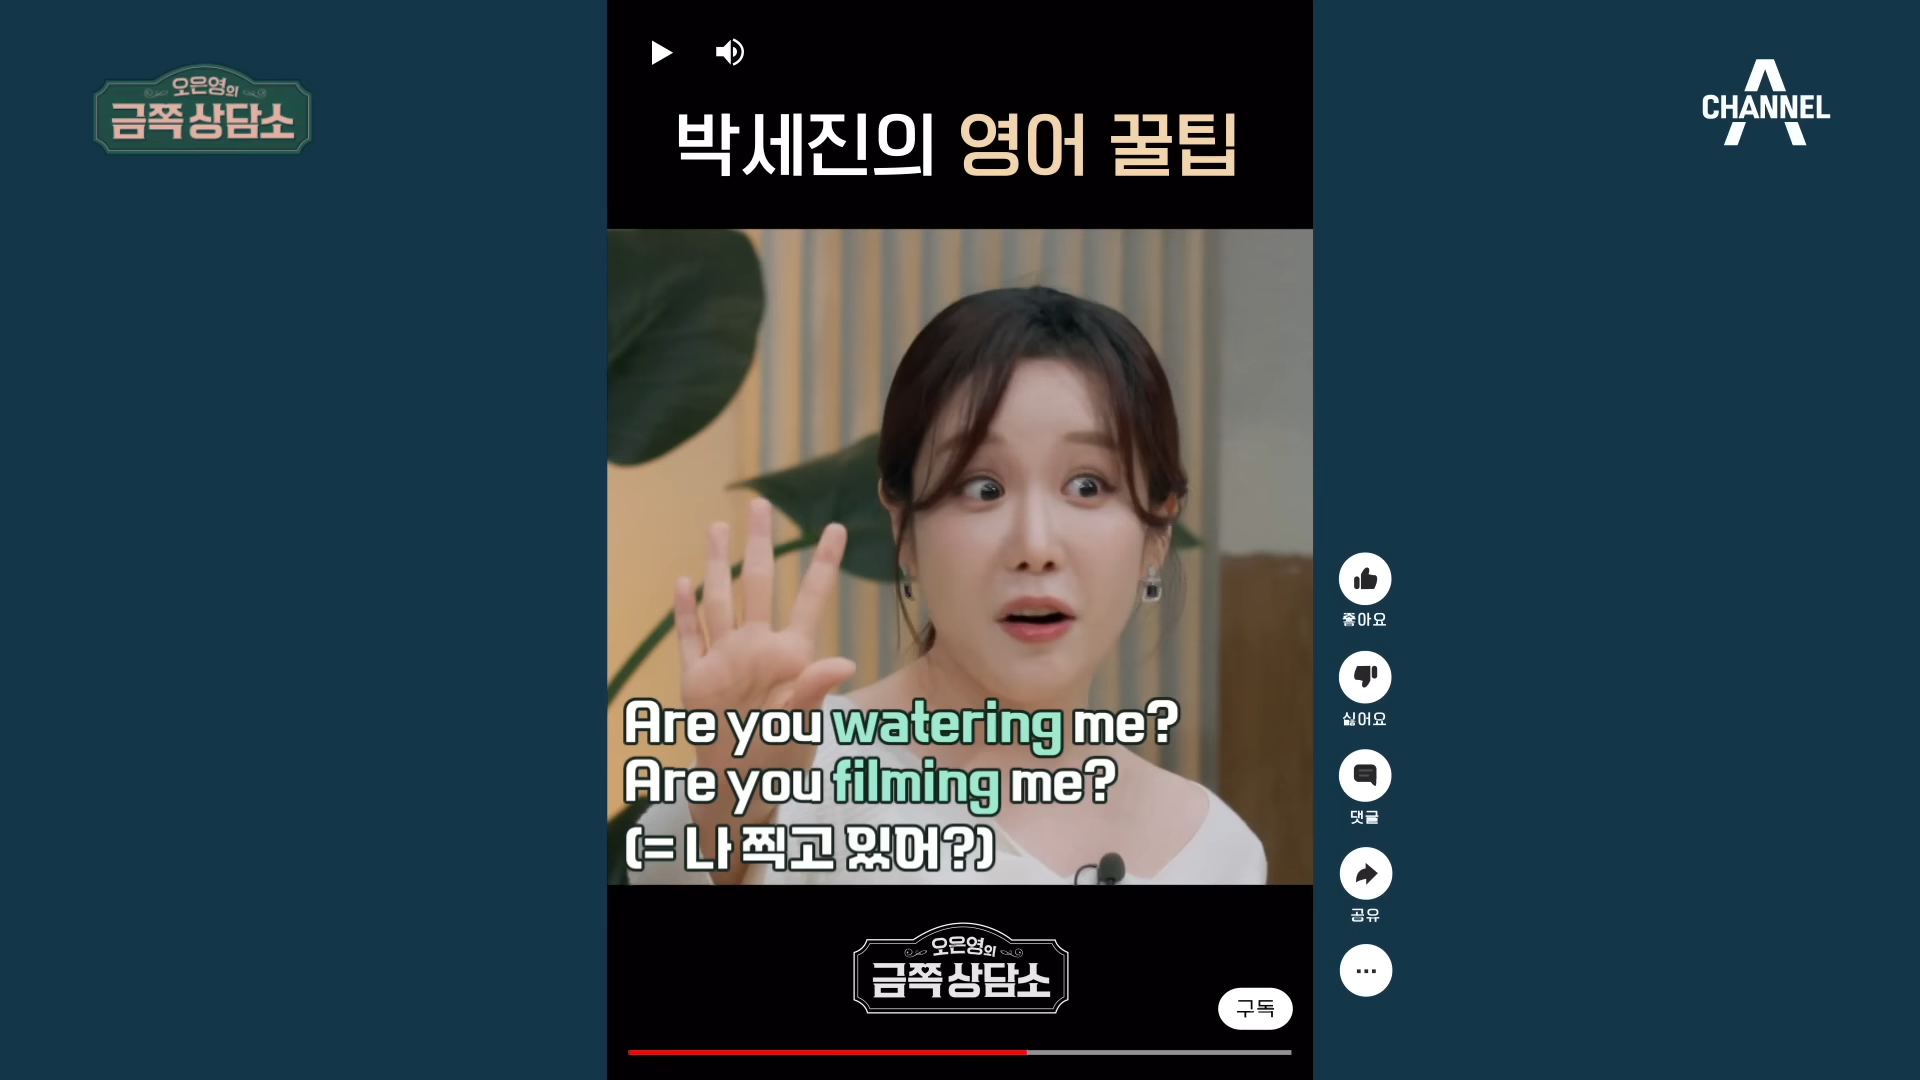 오은영의
금쪽 상담소
CHANNEL A
박세진의 영어 꿀팁
Are you watering me?
Are you filming me?
(= 나 찍고 있어?)
좋아요
싫어요
댓글
공유
오은영의
금쪽 상담소
구독